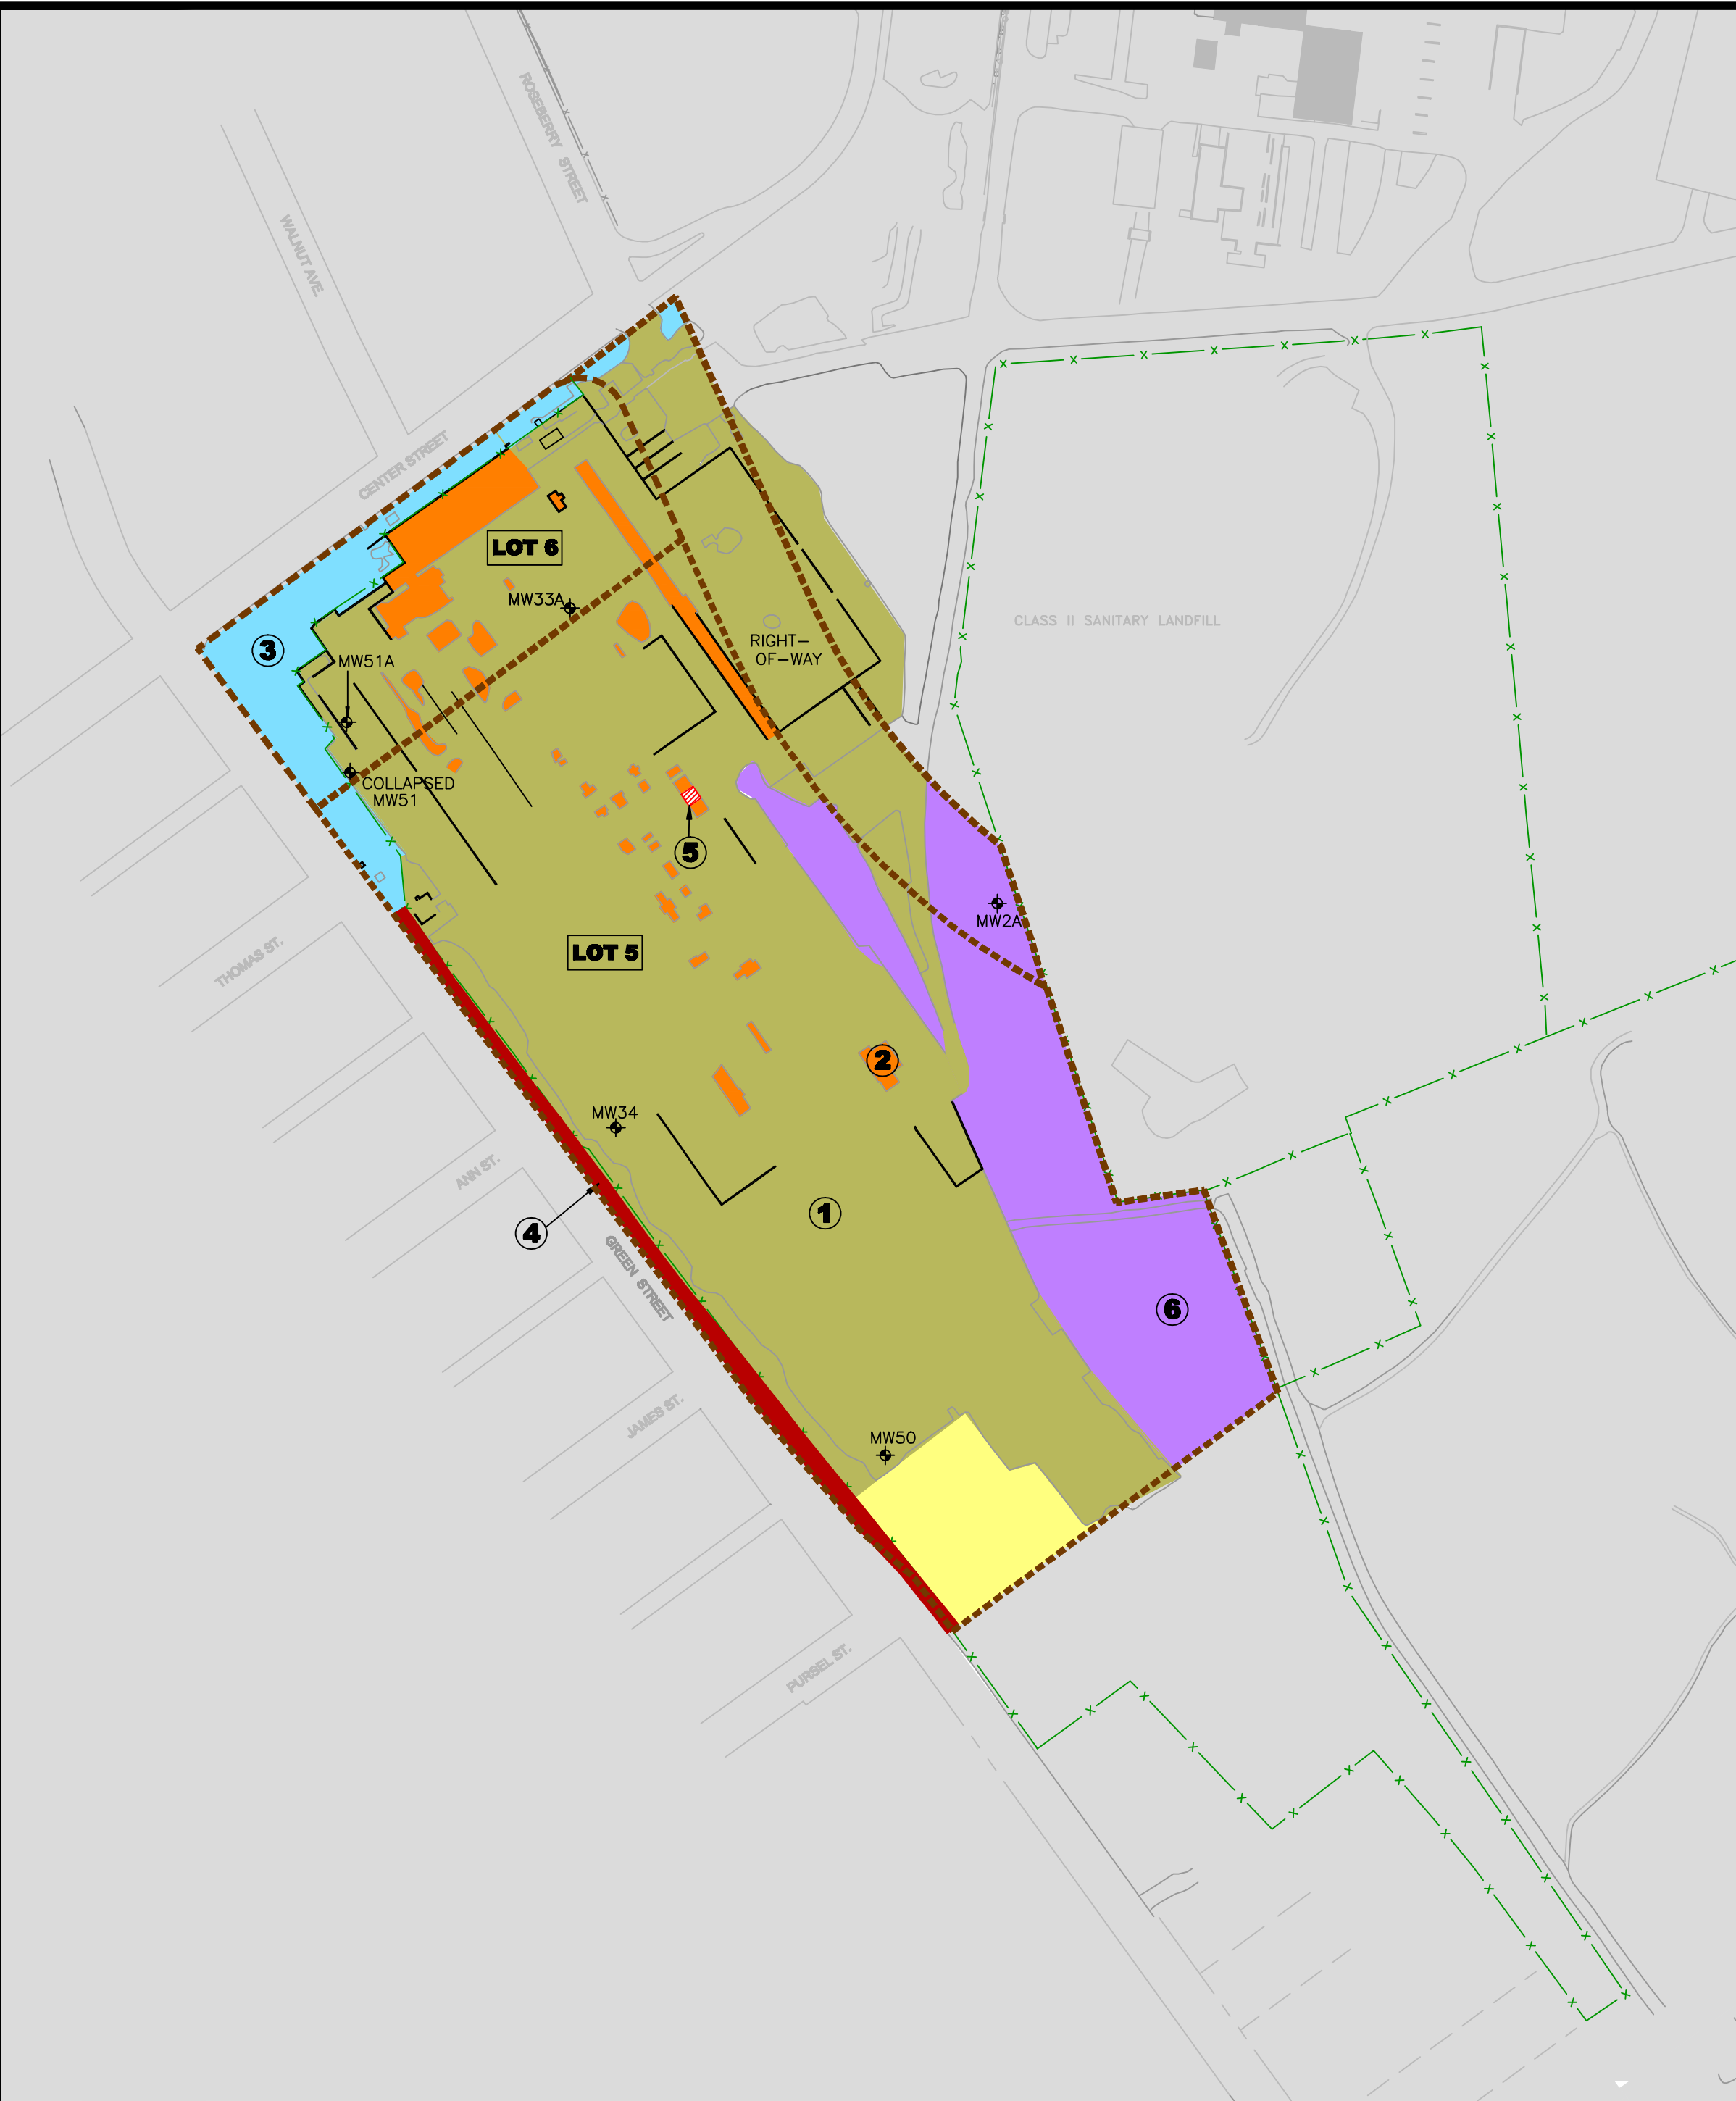 ROSEBERRY STREET
WALNUT AVE.
CENTER STREET
LOT 6
MW33A
CLASS II SANITARY LANDFILL
RIGHT-
OF-WAY
3
MW51A
COLLAPSED
MW51
5
MW2A
THOMAS ST.
LOT 5
2
MW34
ANN ST.
1
4
GREEN STREET
6
JAMES ST.
MW50
PURSEL ST.